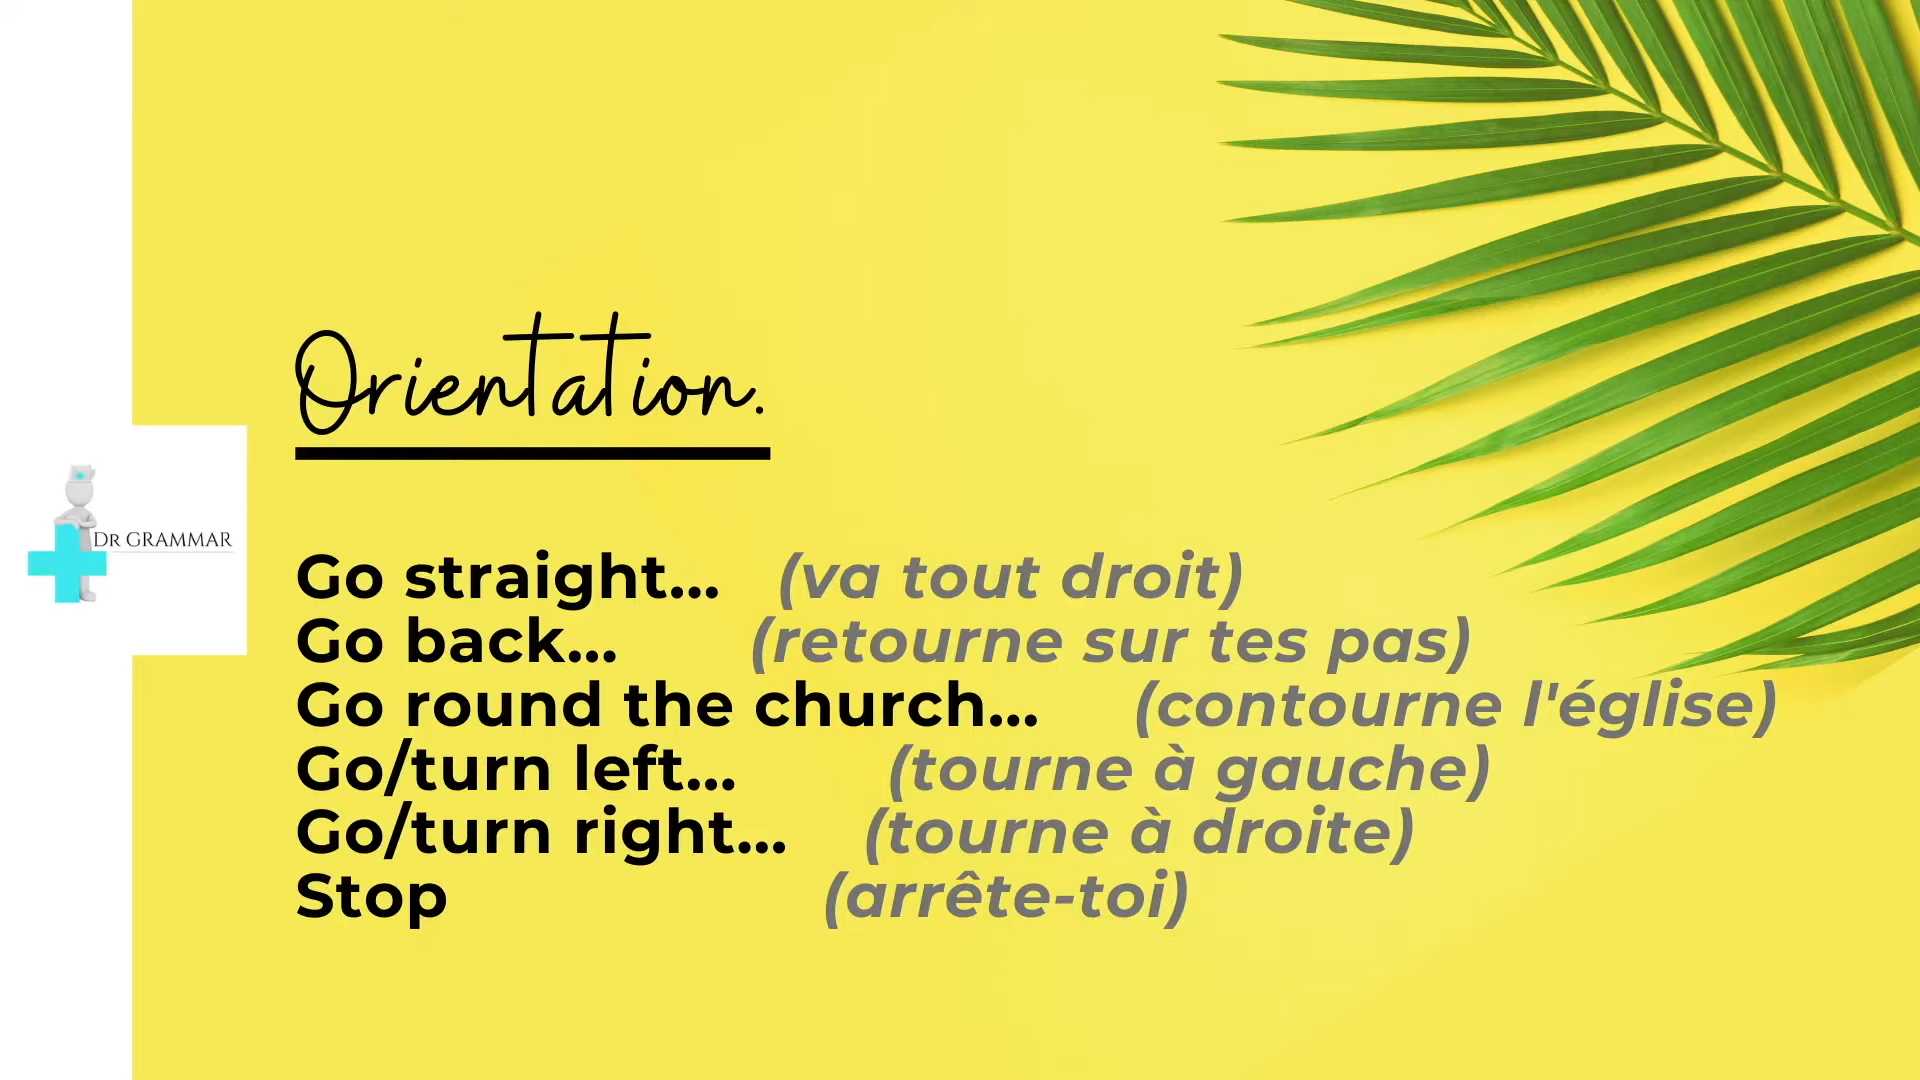 Orientation.
DR GRAMMAR
Go straight... (va tout droit)
Go back... (retourne sur tes pas)
Go round the church... (contourne l'église)
Go/turn left... (tourne à gauche)
Go/turn right... (tourne à droite)
Stop (arrête-toi)